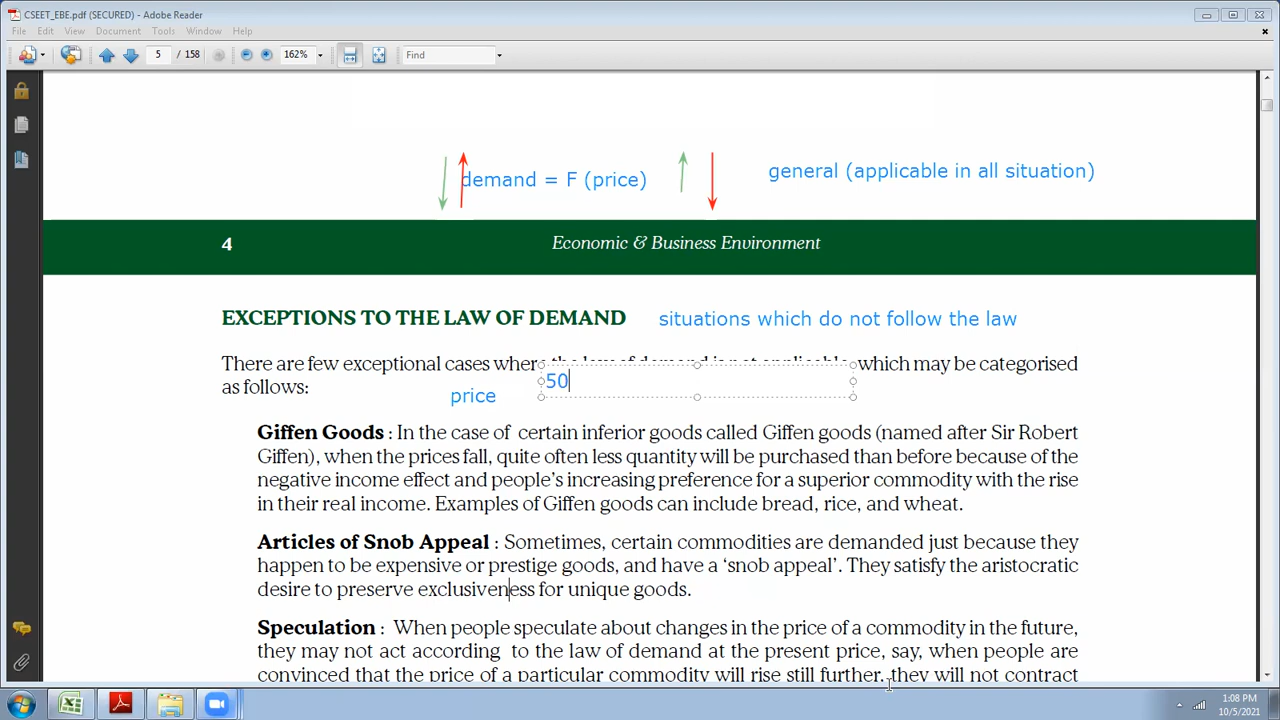 CSEET_EBE.pdf (SECURED) - Adobe Reader
File Edit View Document Tools Window Help
5 / 158 162% Find
demand = F (price)
general (applicable in all situation)
4 Economic & Business Environment
EXCEPTIONS TO THE LAW OF DEMAND situations which do not follow the law
There are few exceptional cases where the law of demand is not applicable, which may be categorised
50
as follows:
price
Giffen Goods : In the case of certain inferior goods called Giffen goods (named after Sir Robert
Giffen), when the prices fall, quite often less quantity will be purchased than before because of the
negative income effect and people's increasing preference for a superior commodity with the rise
in their real income. Examples of Giffen goods can include bread, rice, and wheat.
Articles of Snob Appeal : Sometimes, certain commodities are demanded just because they
happen to be expensive or prestige goods, and have a ‘snob appeal’. They satisfy the aristocratic
desire to preserve exclusiveness for unique goods.
Speculation : When people speculate about changes in the price of a commodity in the future,
they may not act according to the law of demand at the present price, say, when people are
convinced that the price of a particular commodity will rise still further, they will not contract
1:08 PM
10/5/2021